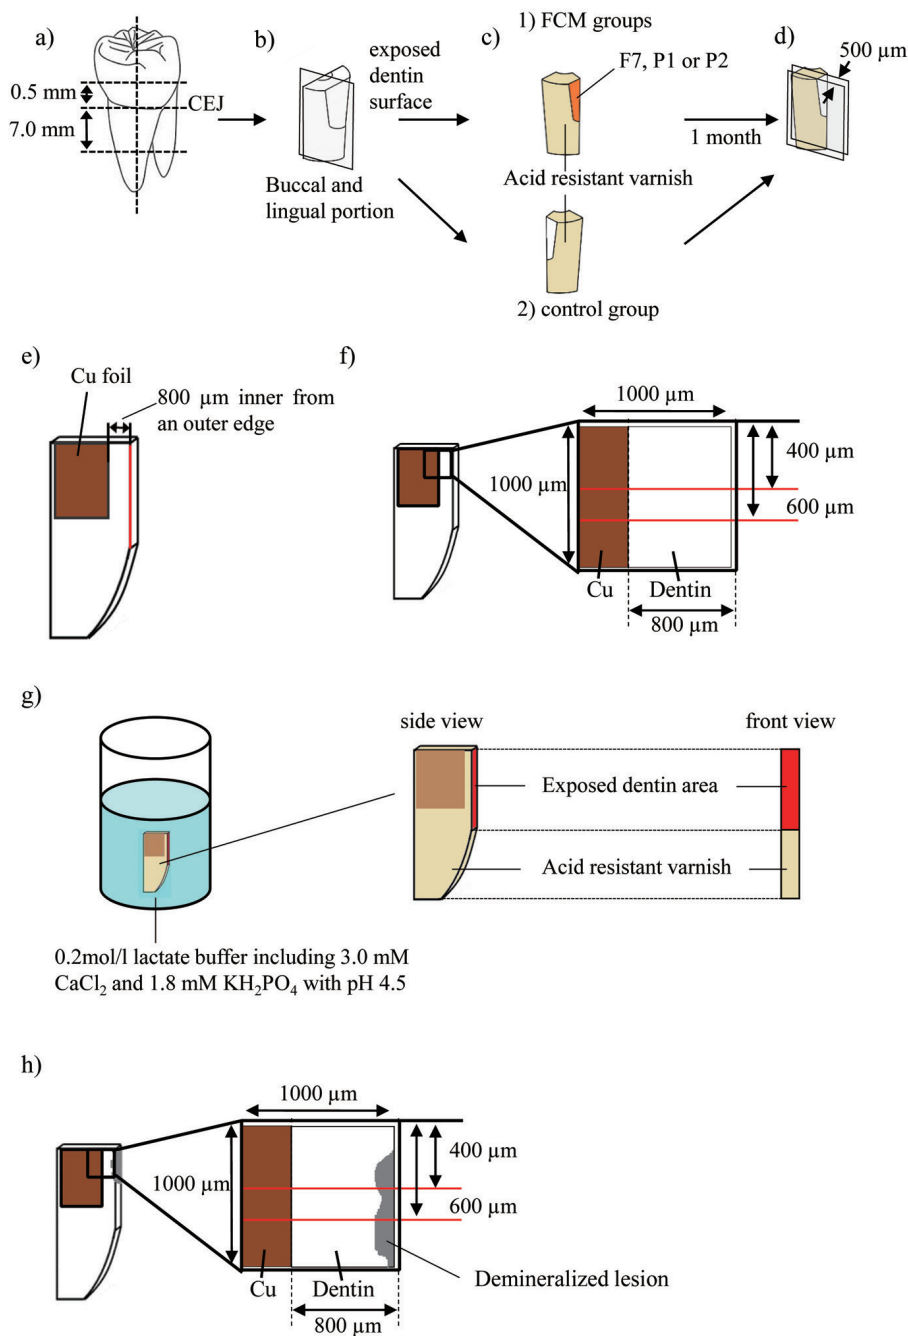 a)
0.5 mm
7.0 mm
CEJ
b)
exposed
dentin
surface
Buccal and
lingual portion
c)
1) FCM groups
F7, P1 or P2
Acid resistant varnish
2) control group
1 month
d)
500 µm
e)
Cu foil
800 µm inner from
an outer edge
f)
1000 µm
1000 µm
400 µm
600 µm
Cu
Dentin
800 µm
g)
side view
front view
Exposed dentin area
Acid resistant varnish
0.2mol/l lactate buffer including 3.0 mM
CaCl₂ and 1.8 mM KH₂PO₄ with pH 4.5
h)
1000 µm
1000 µm
400 µm
600 µm
Cu
Dentin
Demineralized lesion
800 µm